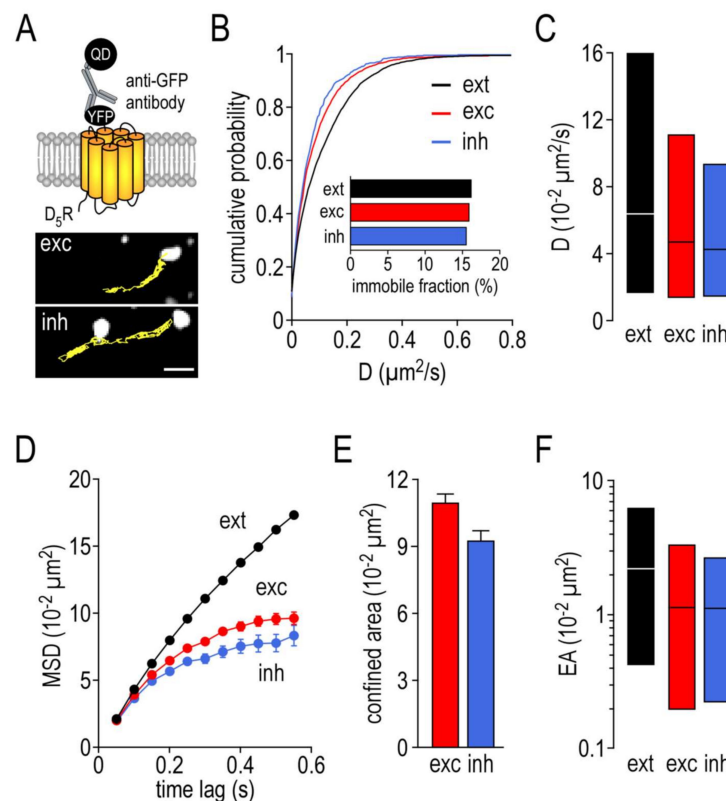 A
QD
anti-GFP
antibody
YFP
D5R
exc
inh
B
cumulative probability
1
0.8
0.6
0.4
0.2
0
ext
exc
inh
ext
exc
inh
0 5 10 15 20
immobile fraction (%)
0 0.2 0.4 0.6 0.8
D (µm²/s)
C
D (10⁻² µm²/s)
16
12
8
4
0
ext exc inh
D
MSD (10⁻² µm²)
20
15
10
5
0
ext
exc
inh
0 0.2 0.4 0.6
time lag (s)
E
confined area (10⁻² µm²)
12
9
6
3
0
exc inh
F
EA (10⁻² µm²)
10
1
0.1
ext exc inh